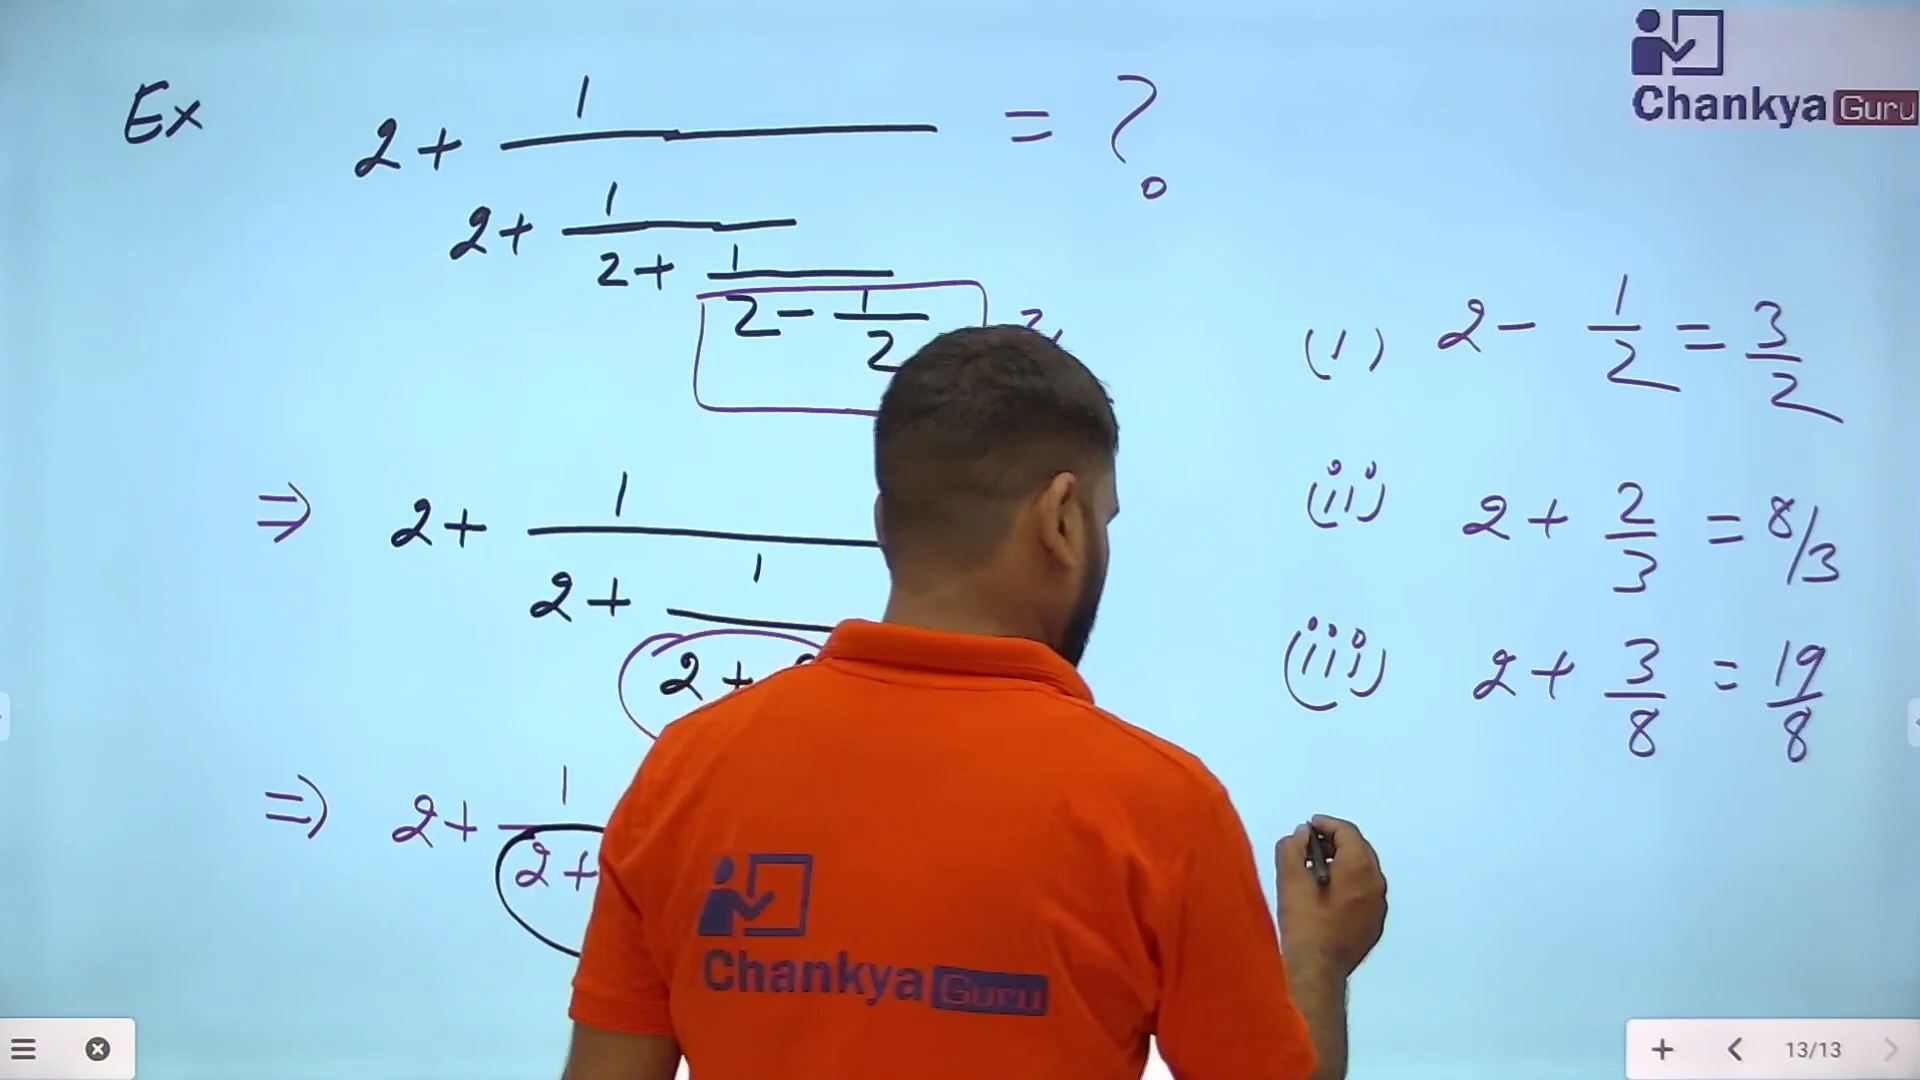 Ex
2 + 1 = ?
2 + 1
2 + 1
2 - 1
2
⇒ 2 + 1
2 + 1
2 +
⇒ 2 + 1
2 +
(i) 2 - 1/2 = 3/2
(ii) 2 + 2/3 = 8/3
(iii) 2 + 3/8 = 19/8
Chankya Guru
Chankya Guru
13/13